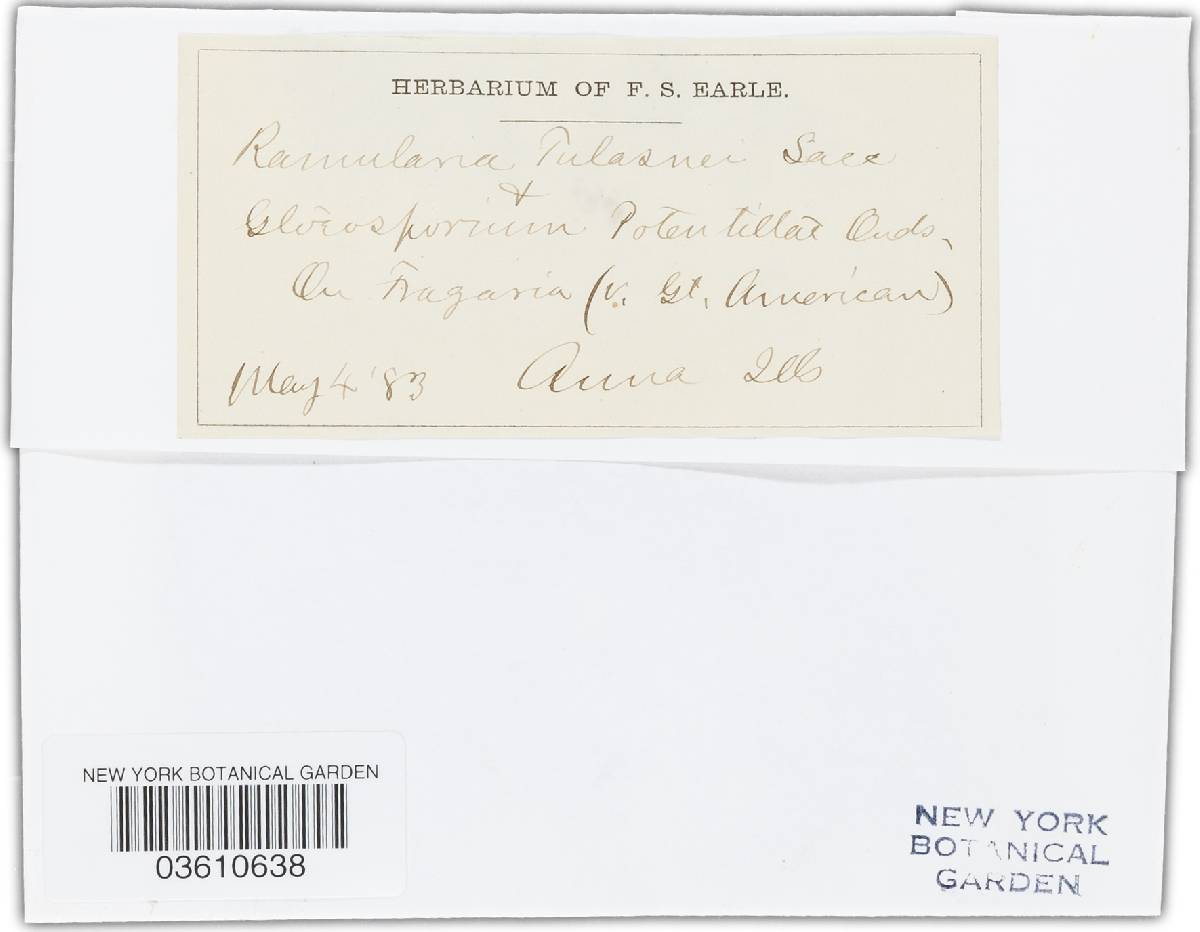 HERBARIUM OF F. S. EARLE.
Ramularia Tulasnei Sacc
&
Glöeosporium Potentillae Ouds.
On Fragaria (v. Gt. American)
May 4 '83 Anna Ills
NEW YORK BOTANICAL GARDEN
03610638
NEW YORK
BOTANICAL
GARDEN